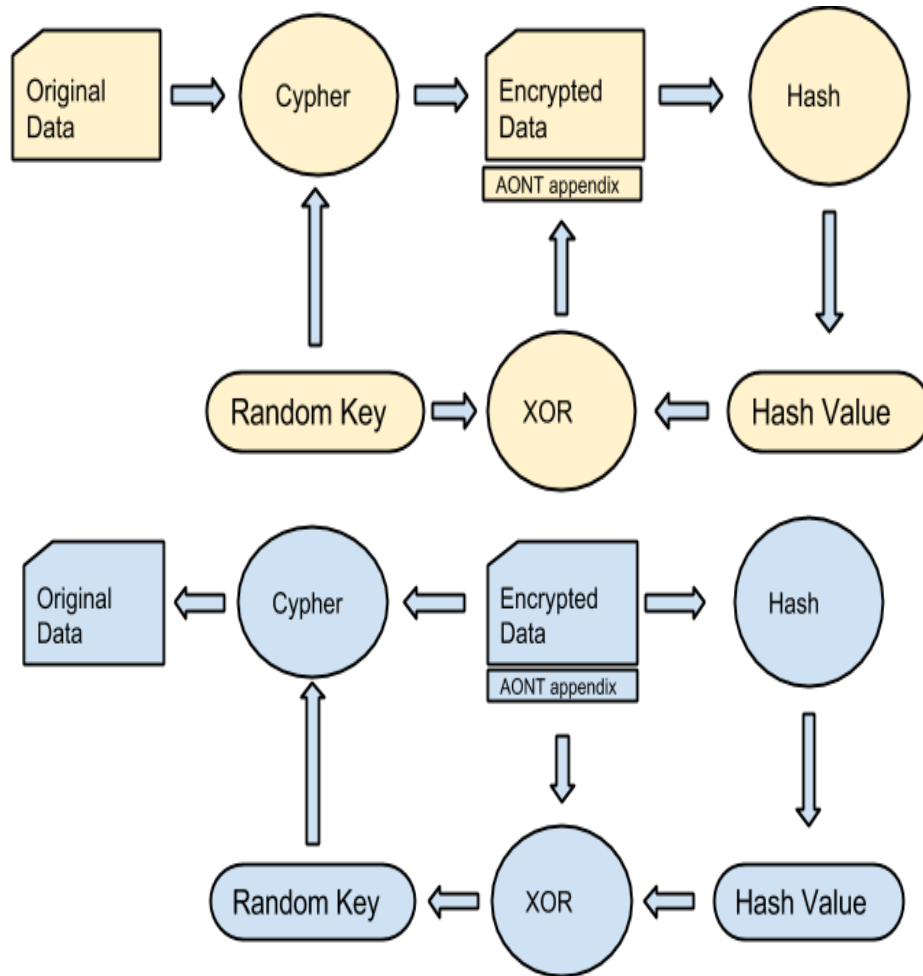 Original
Data
Cypher
Encrypted
Data
Hash
AONT appendix
Random Key
XOR
Hash Value
Original
Data
Cypher
Encrypted
Data
Hash
AONT appendix
Random Key
XOR
Hash Value